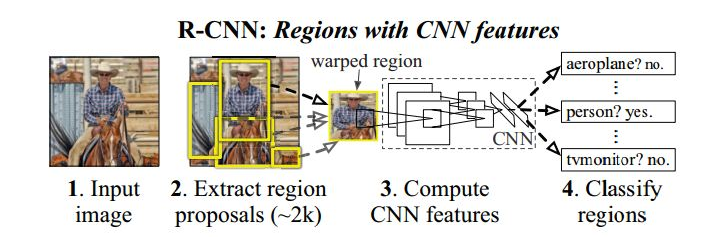 R-CNN: Regions with CNN features
warped region
aeroplane? no.
person? yes.
tvmonitor? no.
CNN
1. Input image
2. Extract region proposals (~2k)
3. Compute CNN features
4. Classify regions